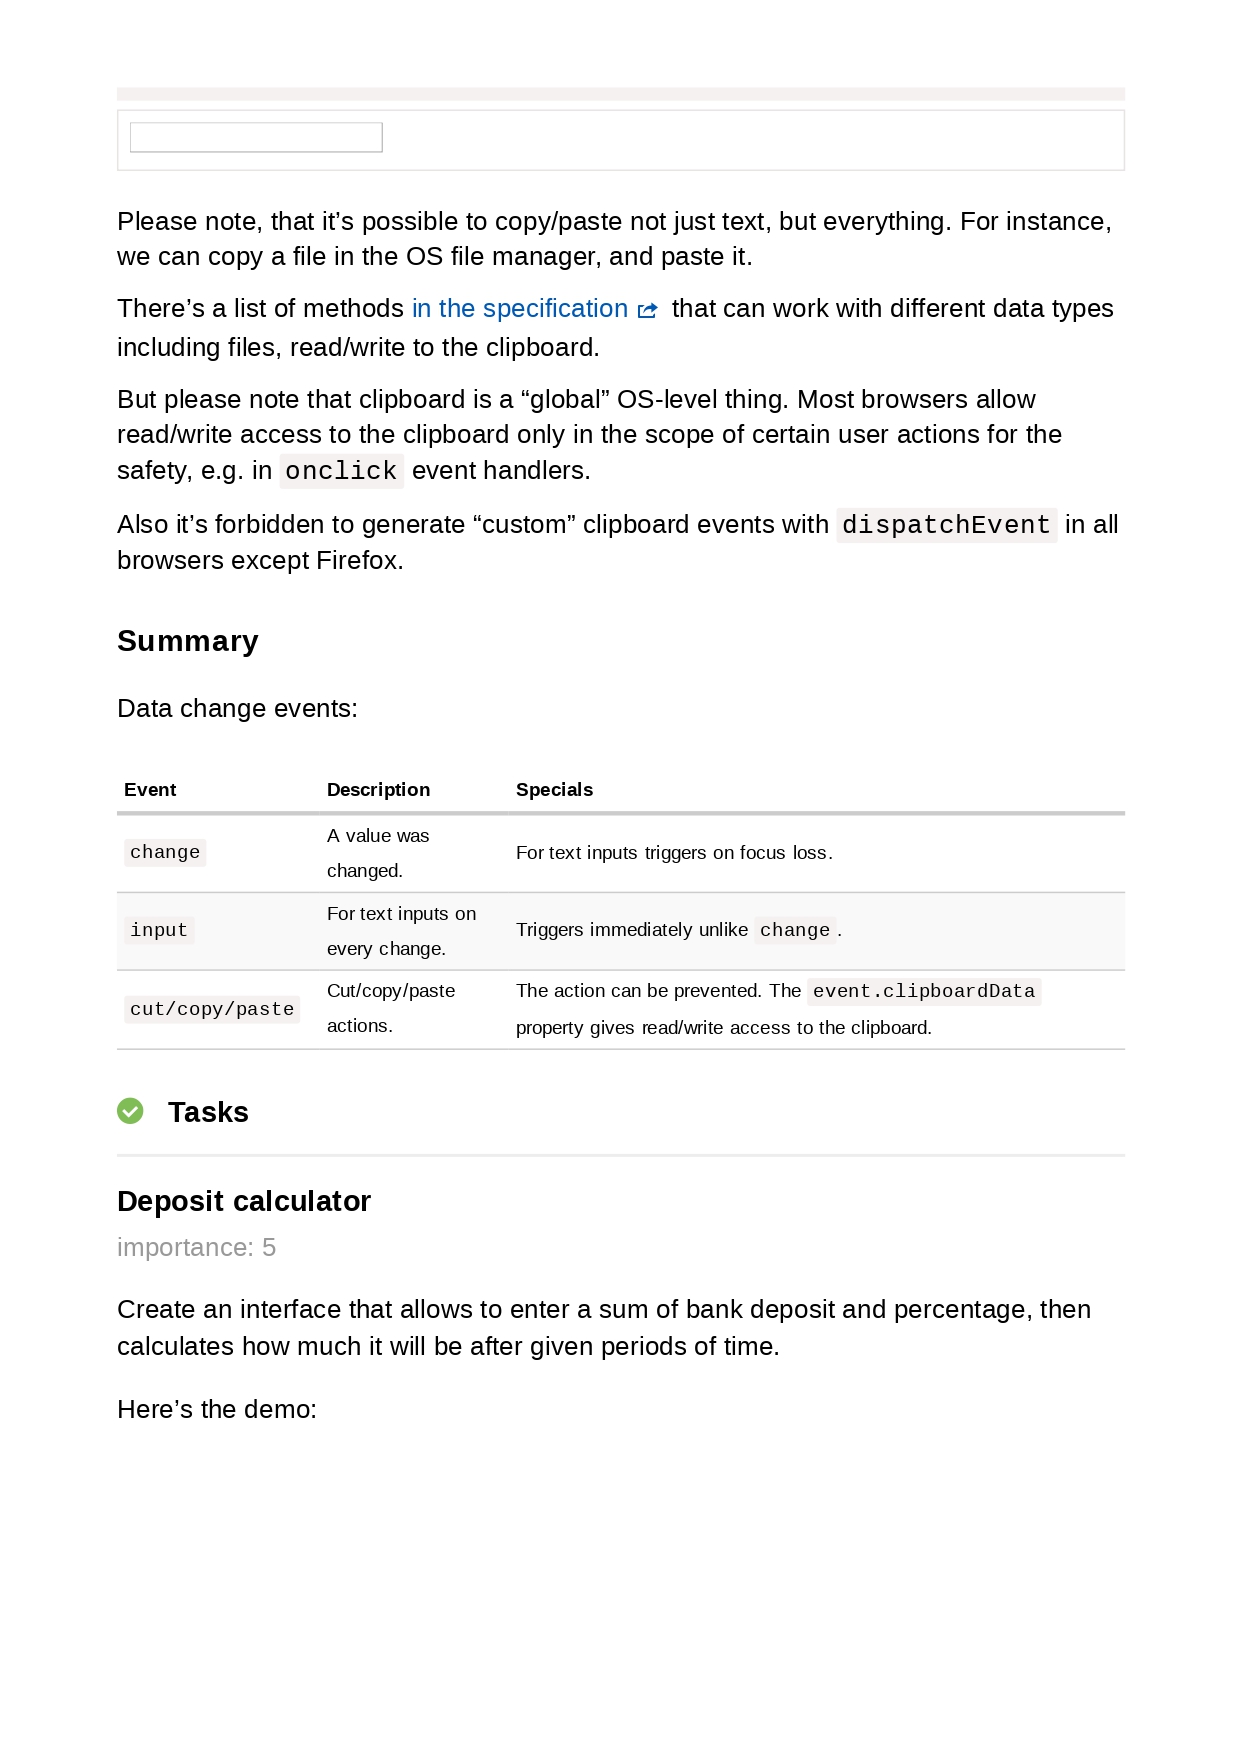 Please note, that it’s possible to copy/paste not just text, but everything. For instance,
we can copy a file in the OS file manager, and paste it.
There’s a list of methods in the specification that can work with different data types
including files, read/write to the clipboard.
But please note that clipboard is a “global” OS-level thing. Most browsers allow
read/write access to the clipboard only in the scope of certain user actions for the
safety, e.g. in onclick event handlers.
Also it’s forbidden to generate “custom” clipboard events with dispatchEvent in all
browsers except Firefox.
Summary
Data change events:
Event Description Specials
change A value was
changed. For text inputs triggers on focus loss.
input For text inputs on
every change. Triggers immediately unlike change.
cut/copy/paste Cut/copy/paste
actions. The action can be prevented. The event.clipboardData
property gives read/write access to the clipboard.
Tasks
Deposit calculator
importance: 5
Create an interface that allows to enter a sum of bank deposit and percentage, then
calculates how much it will be after given periods of time.
Here’s the demo: